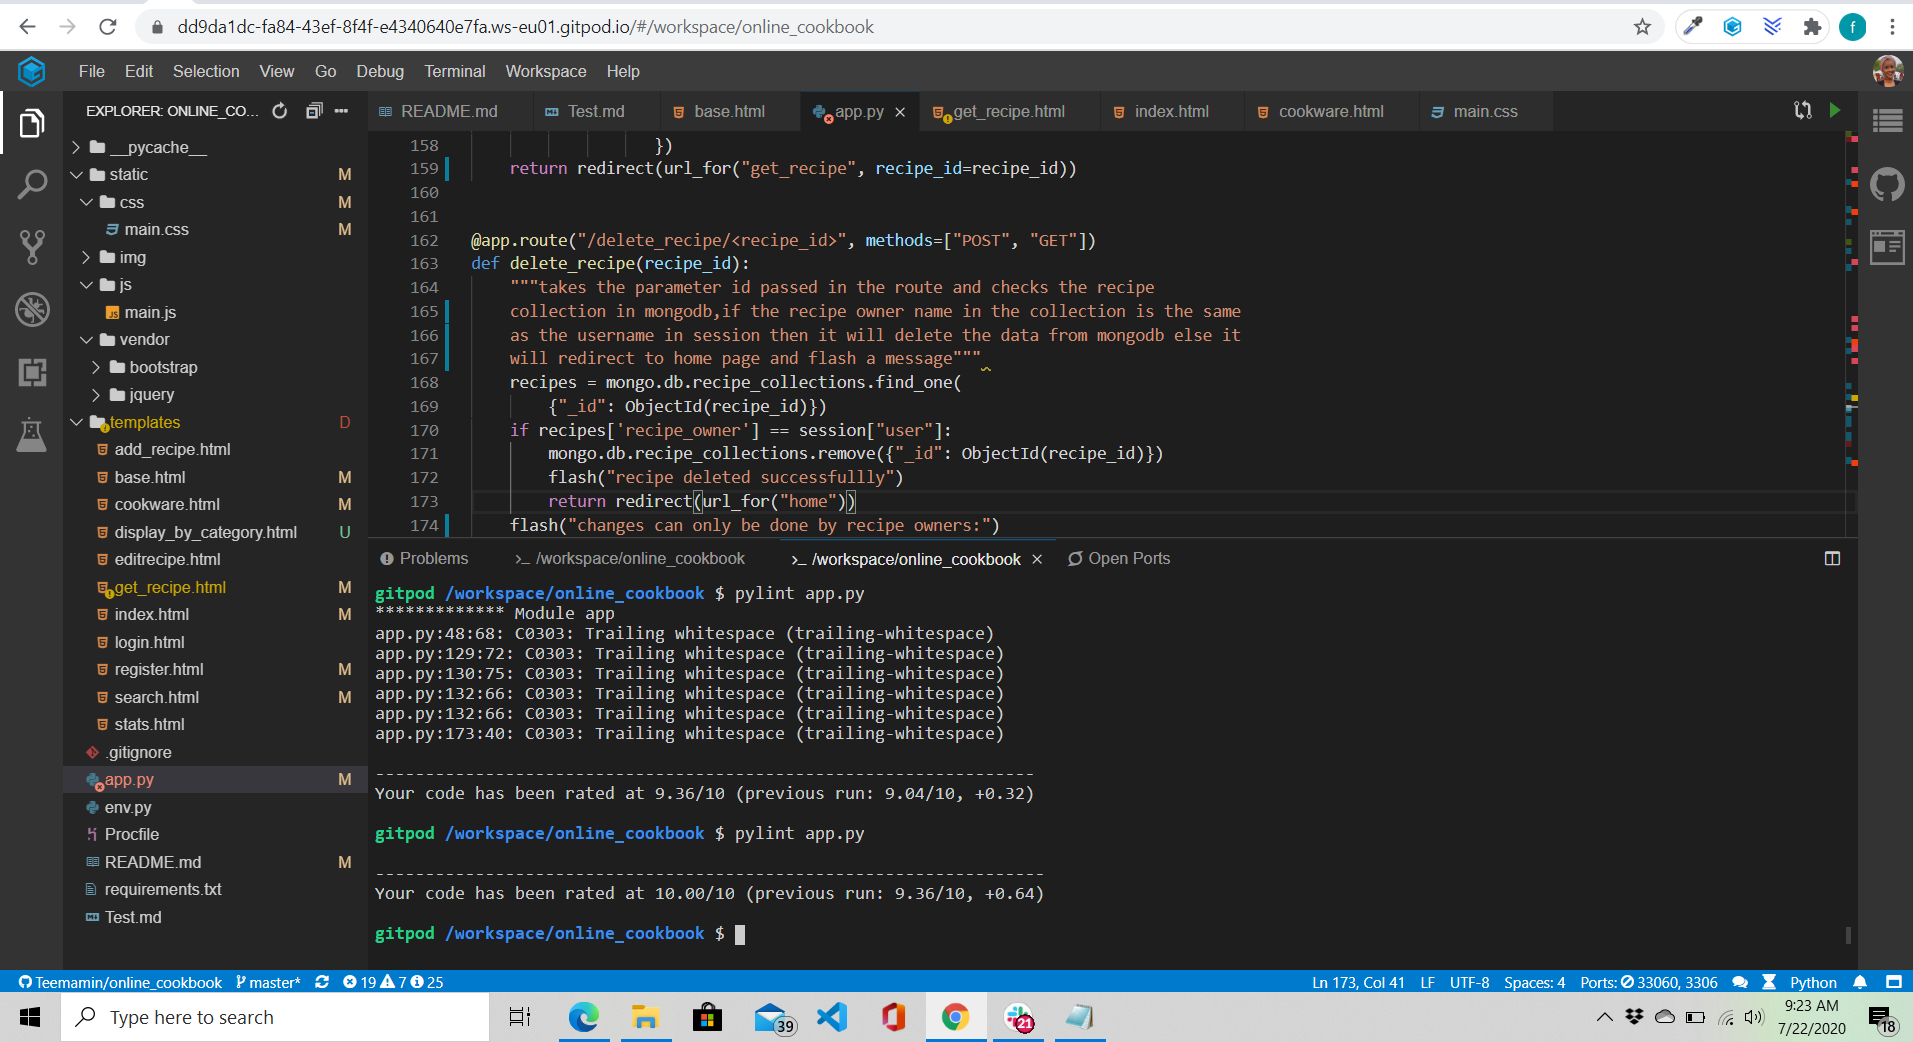 dd9da1dc-fa84-43ef-8f4f-e4340640e7fa.ws-eu01.gitpod.io/#/workspace/online_cookbook
f
File Edit Selection View Go Debug Terminal Workspace Help
EXPLORER: ONLINE_CO...
README.md Test.md base.html app.py get_recipe.html index.html cookware.html main.css
__pycache__
static M
css M
main.css M
img
js
main.js
vendor
bootstrap
jquery
templates D
add_recipe.html
base.html M
cookware.html M
display_by_category.html U
editrecipe.html
get_recipe.html M
index.html M
login.html
register.html M
search.html M
stats.html
.gitignore
app.py M
env.py
Procfile
README.md M
requirements.txt
Test.md
158 })
159 return redirect(url_for("get_recipe", recipe_id=recipe_id))
160
161
162 @app.route("/delete_recipe/<recipe_id>", methods=["POST", "GET"])
163 def delete_recipe(recipe_id):
164 """takes the parameter id passed in the route and checks the recipe
165 collection in mongodb,if the recipe owner name in the collection is the same
166 as the username in session then it will delete the data from mongodb else it
167 will redirect to home page and flash a message"""
168 recipes = mongo.db.recipe_collections.find_one(
169 {"_id": ObjectId(recipe_id)})
170 if recipes['recipe_owner'] == session["user"]:
171 mongo.db.recipe_collections.remove({"_id": ObjectId(recipe_id)})
172 flash("recipe deleted successfullly")
173 return redirect(url_for("home"))
174 flash("changes can only be done by recipe owners:")
Problems >_ /workspace/online_cookbook >_ /workspace/online_cookbook Open Ports
gitpod /workspace/online_cookbook $ pylint app.py
************* Module app
app.py:48:68: C0303: Trailing whitespace (trailing-whitespace)
app.py:129:72: C0303: Trailing whitespace (trailing-whitespace)
app.py:130:75: C0303: Trailing whitespace (trailing-whitespace)
app.py:132:66: C0303: Trailing whitespace (trailing-whitespace)
app.py:132:66: C0303: Trailing whitespace (trailing-whitespace)
app.py:173:40: C0303: Trailing whitespace (trailing-whitespace)
------------------------------------------------------------------
Your code has been rated at 9.36/10 (previous run: 9.04/10, +0.32)
gitpod /workspace/online_cookbook $ pylint app.py
-------------------------------------------------------------------
Your code has been rated at 10.00/10 (previous run: 9.36/10, +0.64)
gitpod /workspace/online_cookbook $
Teemamin/online_cookbook master* 19 7 25 Ln 173, Col 41 LF UTF-8 Spaces: 4 Ports: 33060, 3306 Python
Type here to search
39
21
9:23 AM
7/22/2020
18